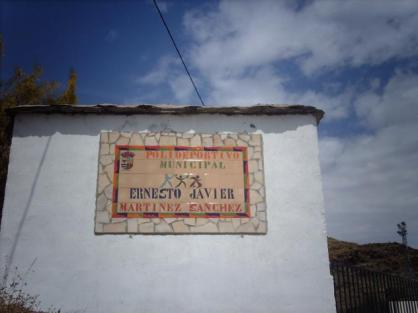 POLIDEPORTIVO
MUNICIPAL
ERNESTO JAVIER
MARTINEZ SANCHEZ